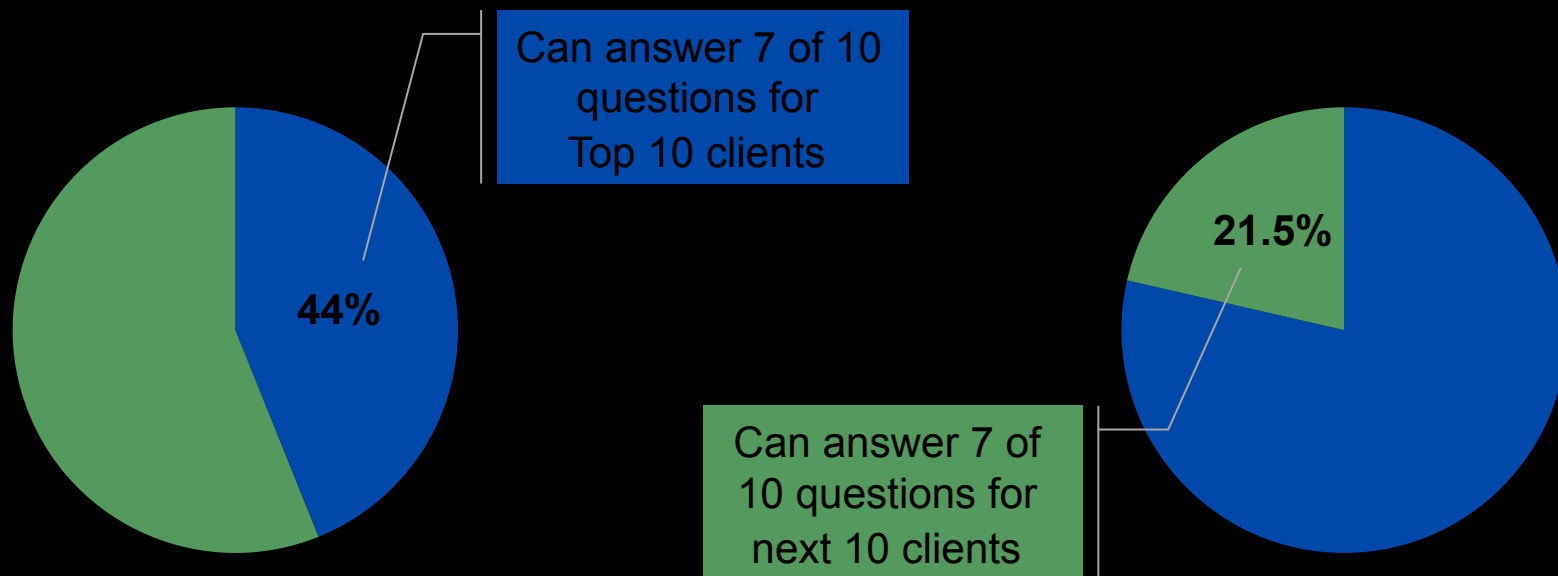 Can answer 7 of 10
questions for
Top 10 clients
44%
21.5%
Can answer 7 of
10 questions for
next 10 clients